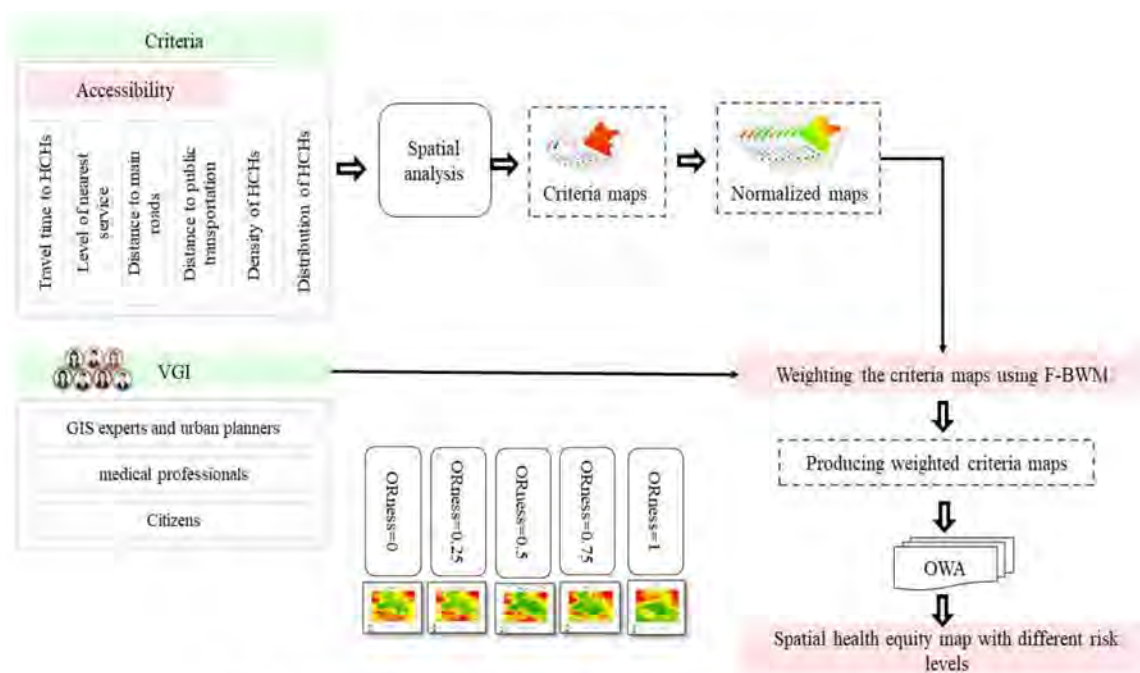 Criteria
Accessibility
Travel time to HCHs
Level of nearest
service
Distance to main
roads
Distance to public
transportation
Density of HCHs
Distribution of HCHs
Spatial
analysis
Criteria maps
Normalized maps
VGI
GIS experts and urban planners
medical professionals
Citizens
ORness=0
ORness=0.25
ORness=0.5
ORness=0.75
ORness=1
Weighting the criteria maps using F-BWM
Producing weighted criteria maps
OWA
Spatial health equity map with different risk
levels